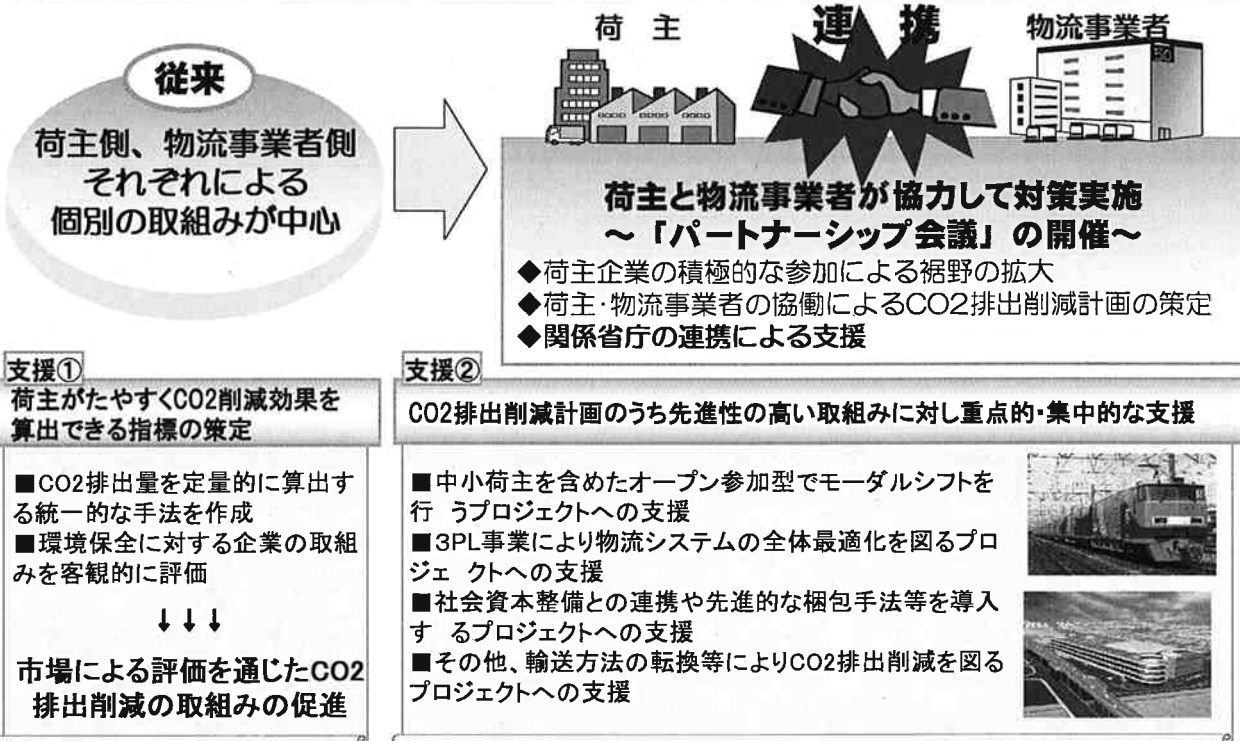 従来
荷主側、物流事業者側
それぞれによる
個別の取組みが中心
荷 主
連 携
物流事業者
荷主と物流事業者が協力して対策実施
~「パートナーシップ会議」の開催~
◆荷主企業の積極的な参加による裾野の拡大
◆荷主・物流事業者の協働によるCO2排出削減計画の策定
◆関係省庁の連携による支援
支援①
荷主がたやすくCO2削減効果を
算出できる指標の策定
■CO2排出量を定量的に算出す
る統一的な手法を作成
■環境保全に対する企業の取組
みを客観的に評価
↓↓↓
市場による評価を通じたCO2
排出削減の取組みの促進
支援②
CO2排出削減計画のうち先進性の高い取組みに対し重点的・集中的な支援
■中小荷主を含めたオープン参加型でモーダルシフトを
行 うプロジェクトへの支援
■3PL事業により物流システムの全体最適化を図るプロ
ジェ クトへの支援
■社会資本整備との連携や先進的な梱包手法等を導入
す るプロジェクトへの支援
■その他、輸送方法の転換等によりCO2排出削減を図る
プロジェクトへの支援